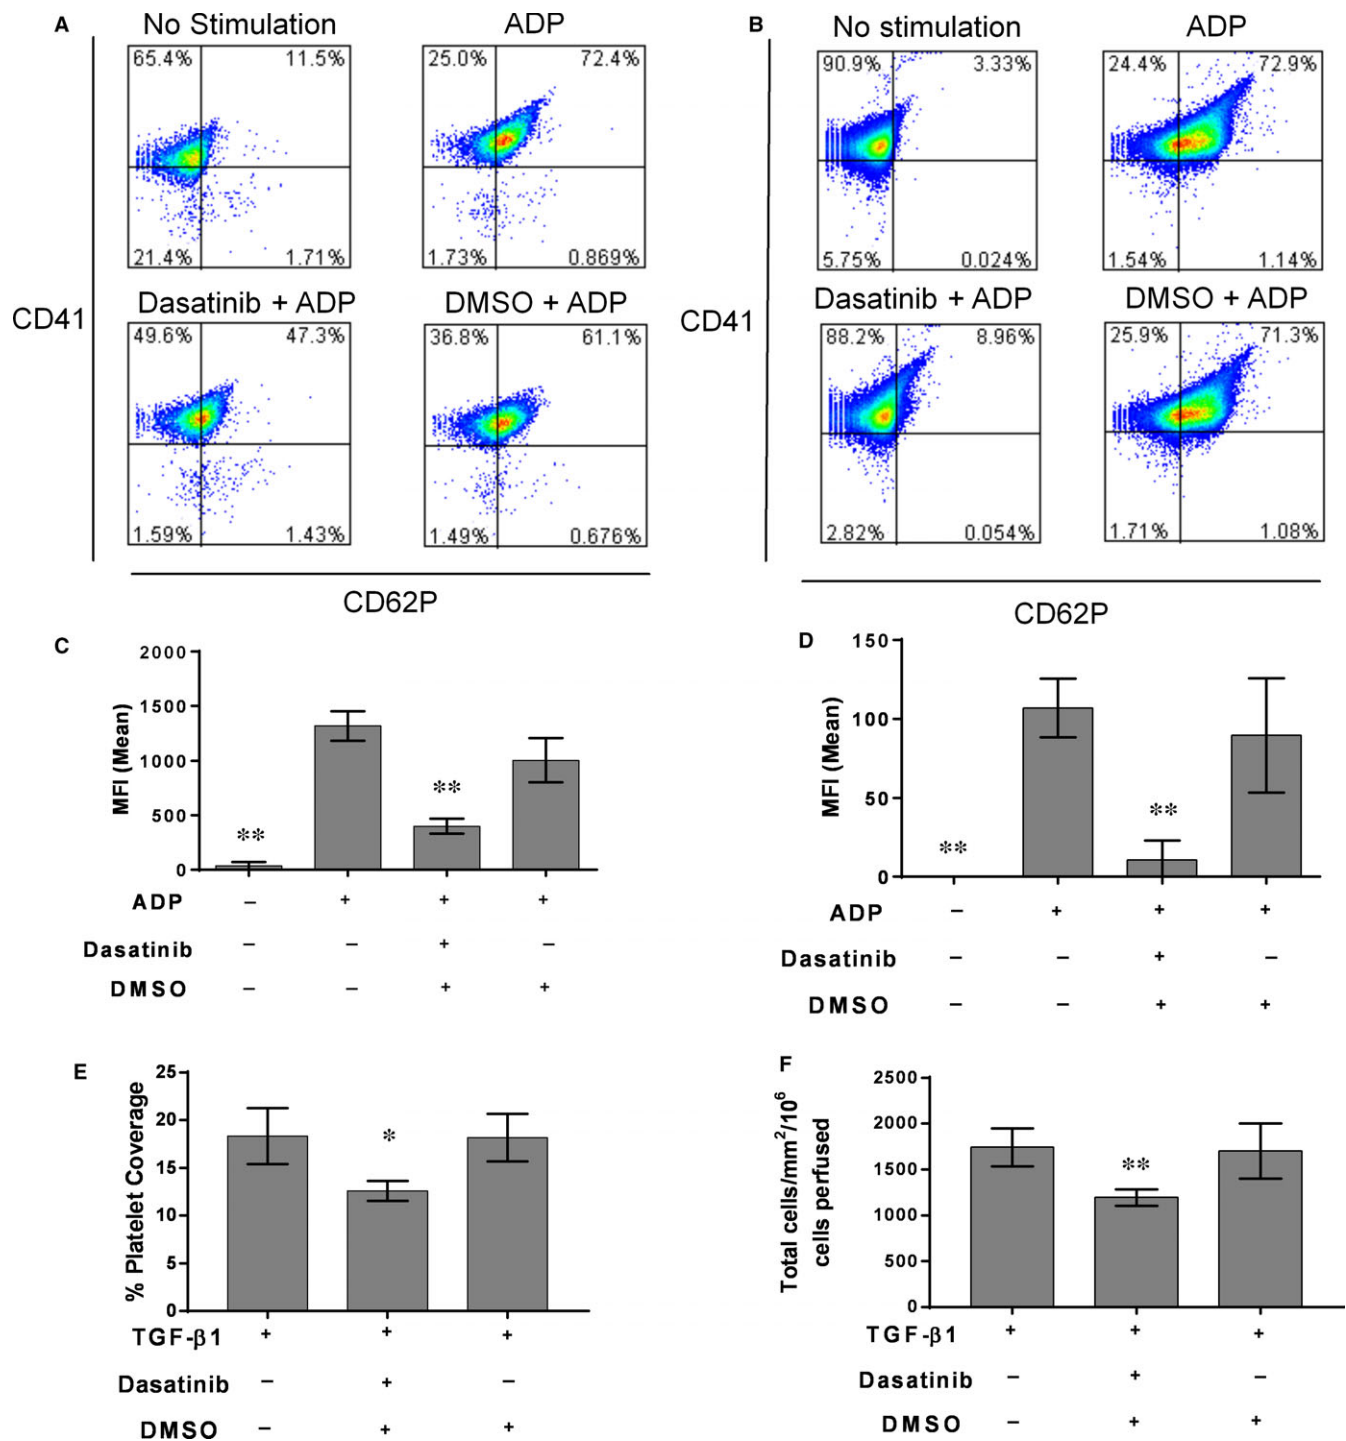 A
No Stimulation
ADP
65.4% 11.5%
21.4% 1.71%
25.0% 72.4%
1.73% 0.869%
Dasatinib + ADP
DMSO + ADP
49.6% 47.3%
1.59% 1.43%
36.8% 61.1%
1.49% 0.676%
CD41
CD62P
B
No stimulation
ADP
90.9% 3.33%
5.75% 0.024%
24.4% 72.9%
1.54% 1.14%
Dasatinib + ADP
DMSO + ADP
88.2% 8.96%
2.82% 0.054%
25.9% 71.3%
1.71% 1.08%
CD41
CD62P
C
MFI (Mean)
2000
1500
1000
500
0
**
**
ADP – + + +
Dasatinib – – + –
DMSO – – + +
D
MFI (Mean)
150
100
50
0
**
**
ADP – + + +
Dasatinib – – + –
DMSO – – + +
E
% Platelet Coverage
25
20
15
10
5
0
*
TGF-β1 + + +
Dasatinib – + –
DMSO – + +
F
Total cells/mm²/10⁶
cells perfused
2500
2000
1500
1000
500
0
**
TGF-β1 + + +
Dasatinib – + –
DMSO – + +